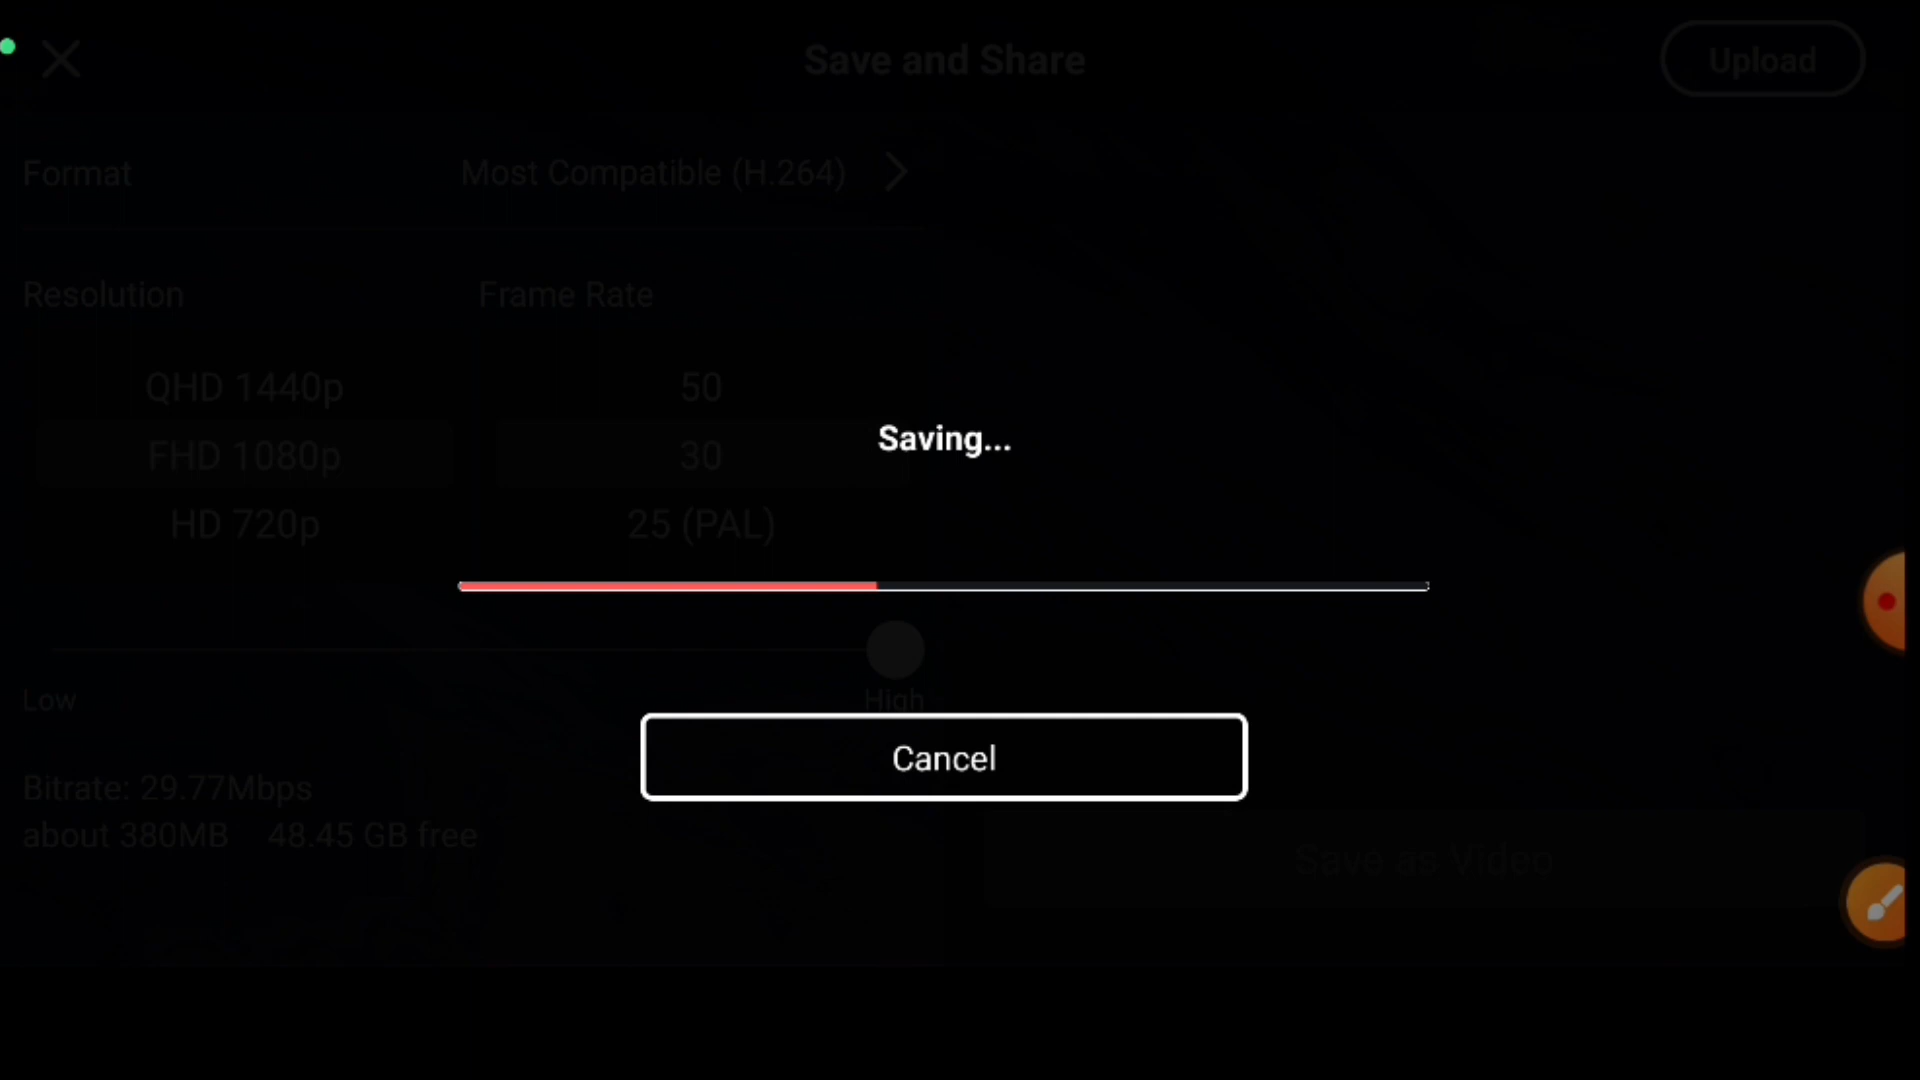 Save and Share
Upload
Format
Most Compatible (H.264)
Resolution
Frame Rate
QHD 1440p
50
FHD 1080p
30
HD 720p
25 (PAL)
Saving...
Low
High
Cancel
Bitrate: 29.77Mbps
about 380MB 48.45 GB free
Save as Video